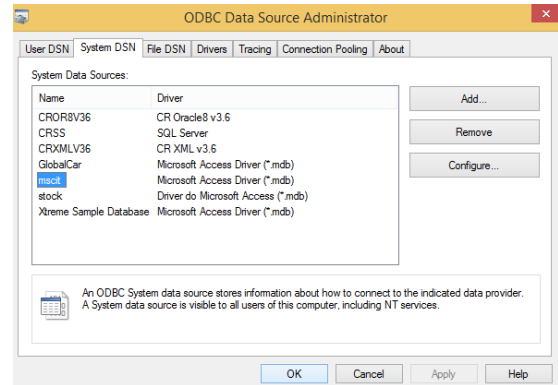 ODBC Data Source Administrator
User DSN System DSN File DSN Drivers Tracing Connection Pooling About
System Data Sources:
Name Driver
CROR8V36 CR Oracle8 v3.6
CRSS SQL Server
CRXMLV36 CR XML v3.6
GlobalCar Microsoft Access Driver (*.mdb)
mscit Microsoft Access Driver (*.mdb)
stock Driver do Microsoft Access (*.mdb)
Xtreme Sample Database Microsoft Access Driver (*.mdb)
Add...
Remove
Configure...
An ODBC System data source stores information about how to connect to the indicated data provider.
A System data source is visible to all users of this computer, including NT services.
OK Cancel Apply Help